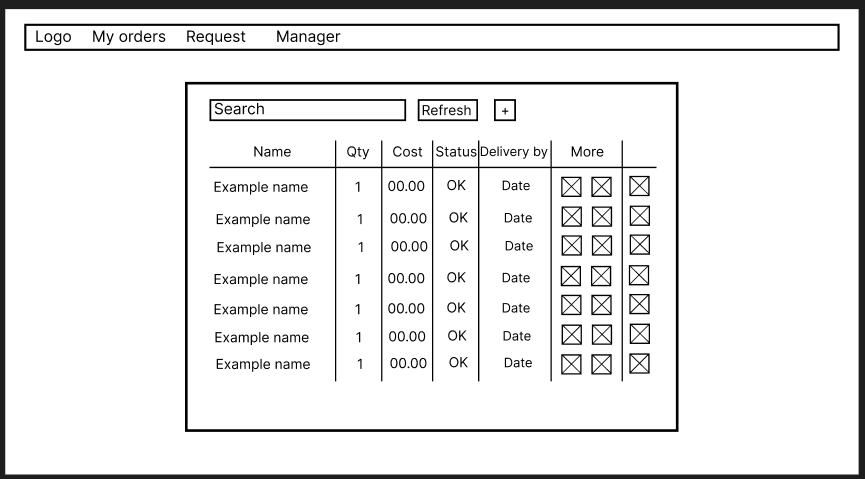 Logo My orders Request Manager
Search Refresh +
Name Qty Cost Status Delivery by More
Example name 1 00.00 OK Date
Example name 1 00.00 OK Date
Example name 1 00.00 OK Date
Example name 1 00.00 OK Date
Example name 1 00.00 OK Date
Example name 1 00.00 OK Date
Example name 1 00.00 OK Date